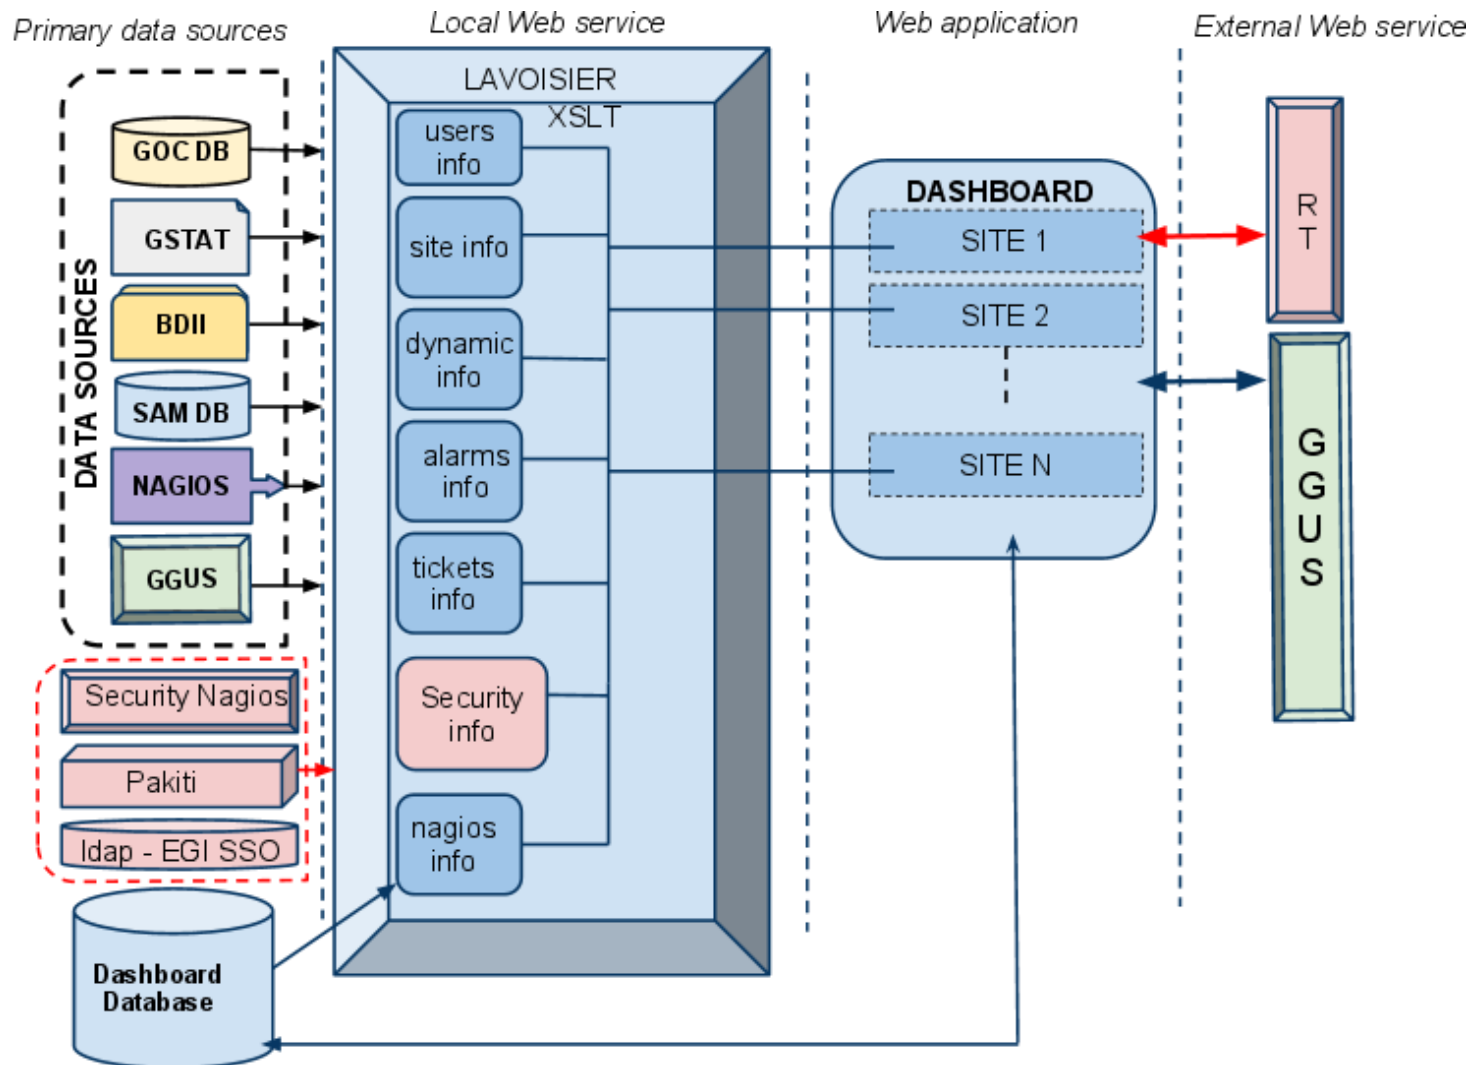 Primary data sources
Local Web service
Web application
External Web service
DATA SOURCES
GOC DB
GSTAT
BDII
SAM DB
NAGIOS
GGUS
Security Nagios
Pakiti
ldap - EGI SSO
Dashboard
Database
LAVOISIER
XSLT
users
info
site info
dynamic
info
alarms
info
tickets
info
Security
info
nagios
info
DASHBOARD
SITE 1
SITE 2
SITE N
R
T
G
G
U
S